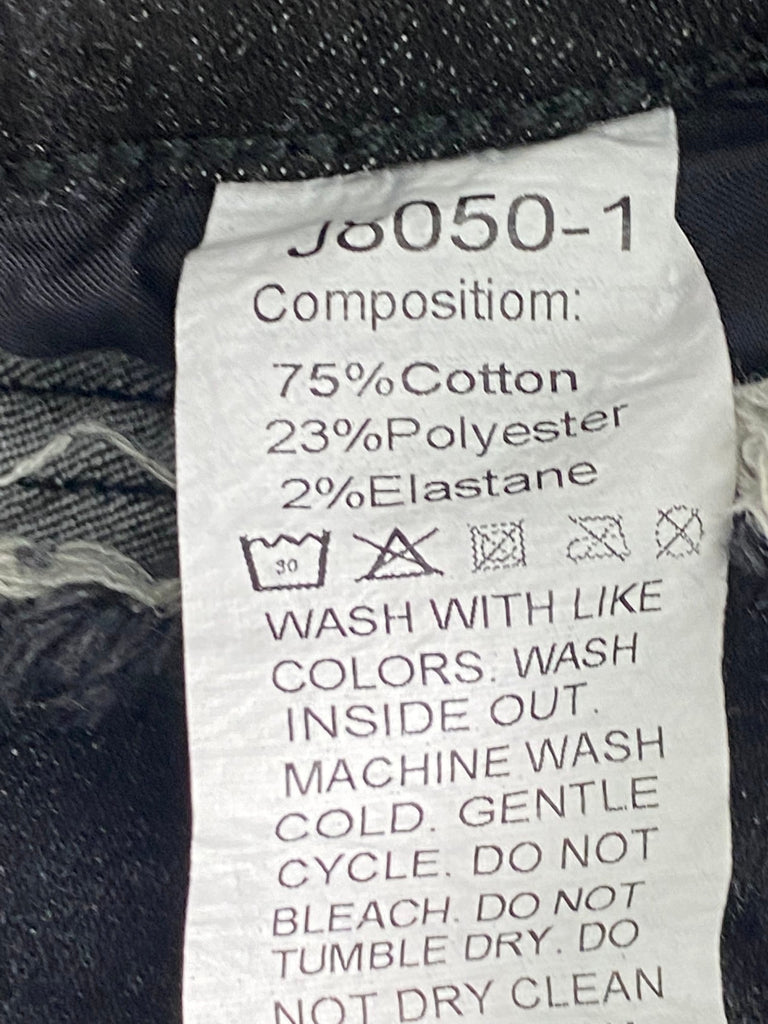 J8050-1
Compositiom:
75%Cotton
23%Polyester
2%Elastane
30
WASH WITH LIKE
COLORS. WASH
INSIDE OUT.
MACHINE WASH
COLD. GENTLE
CYCLE. DO NOT
BLEACH. DO NOT
TUMBLE DRY. DO
NOT DRY CLEAN